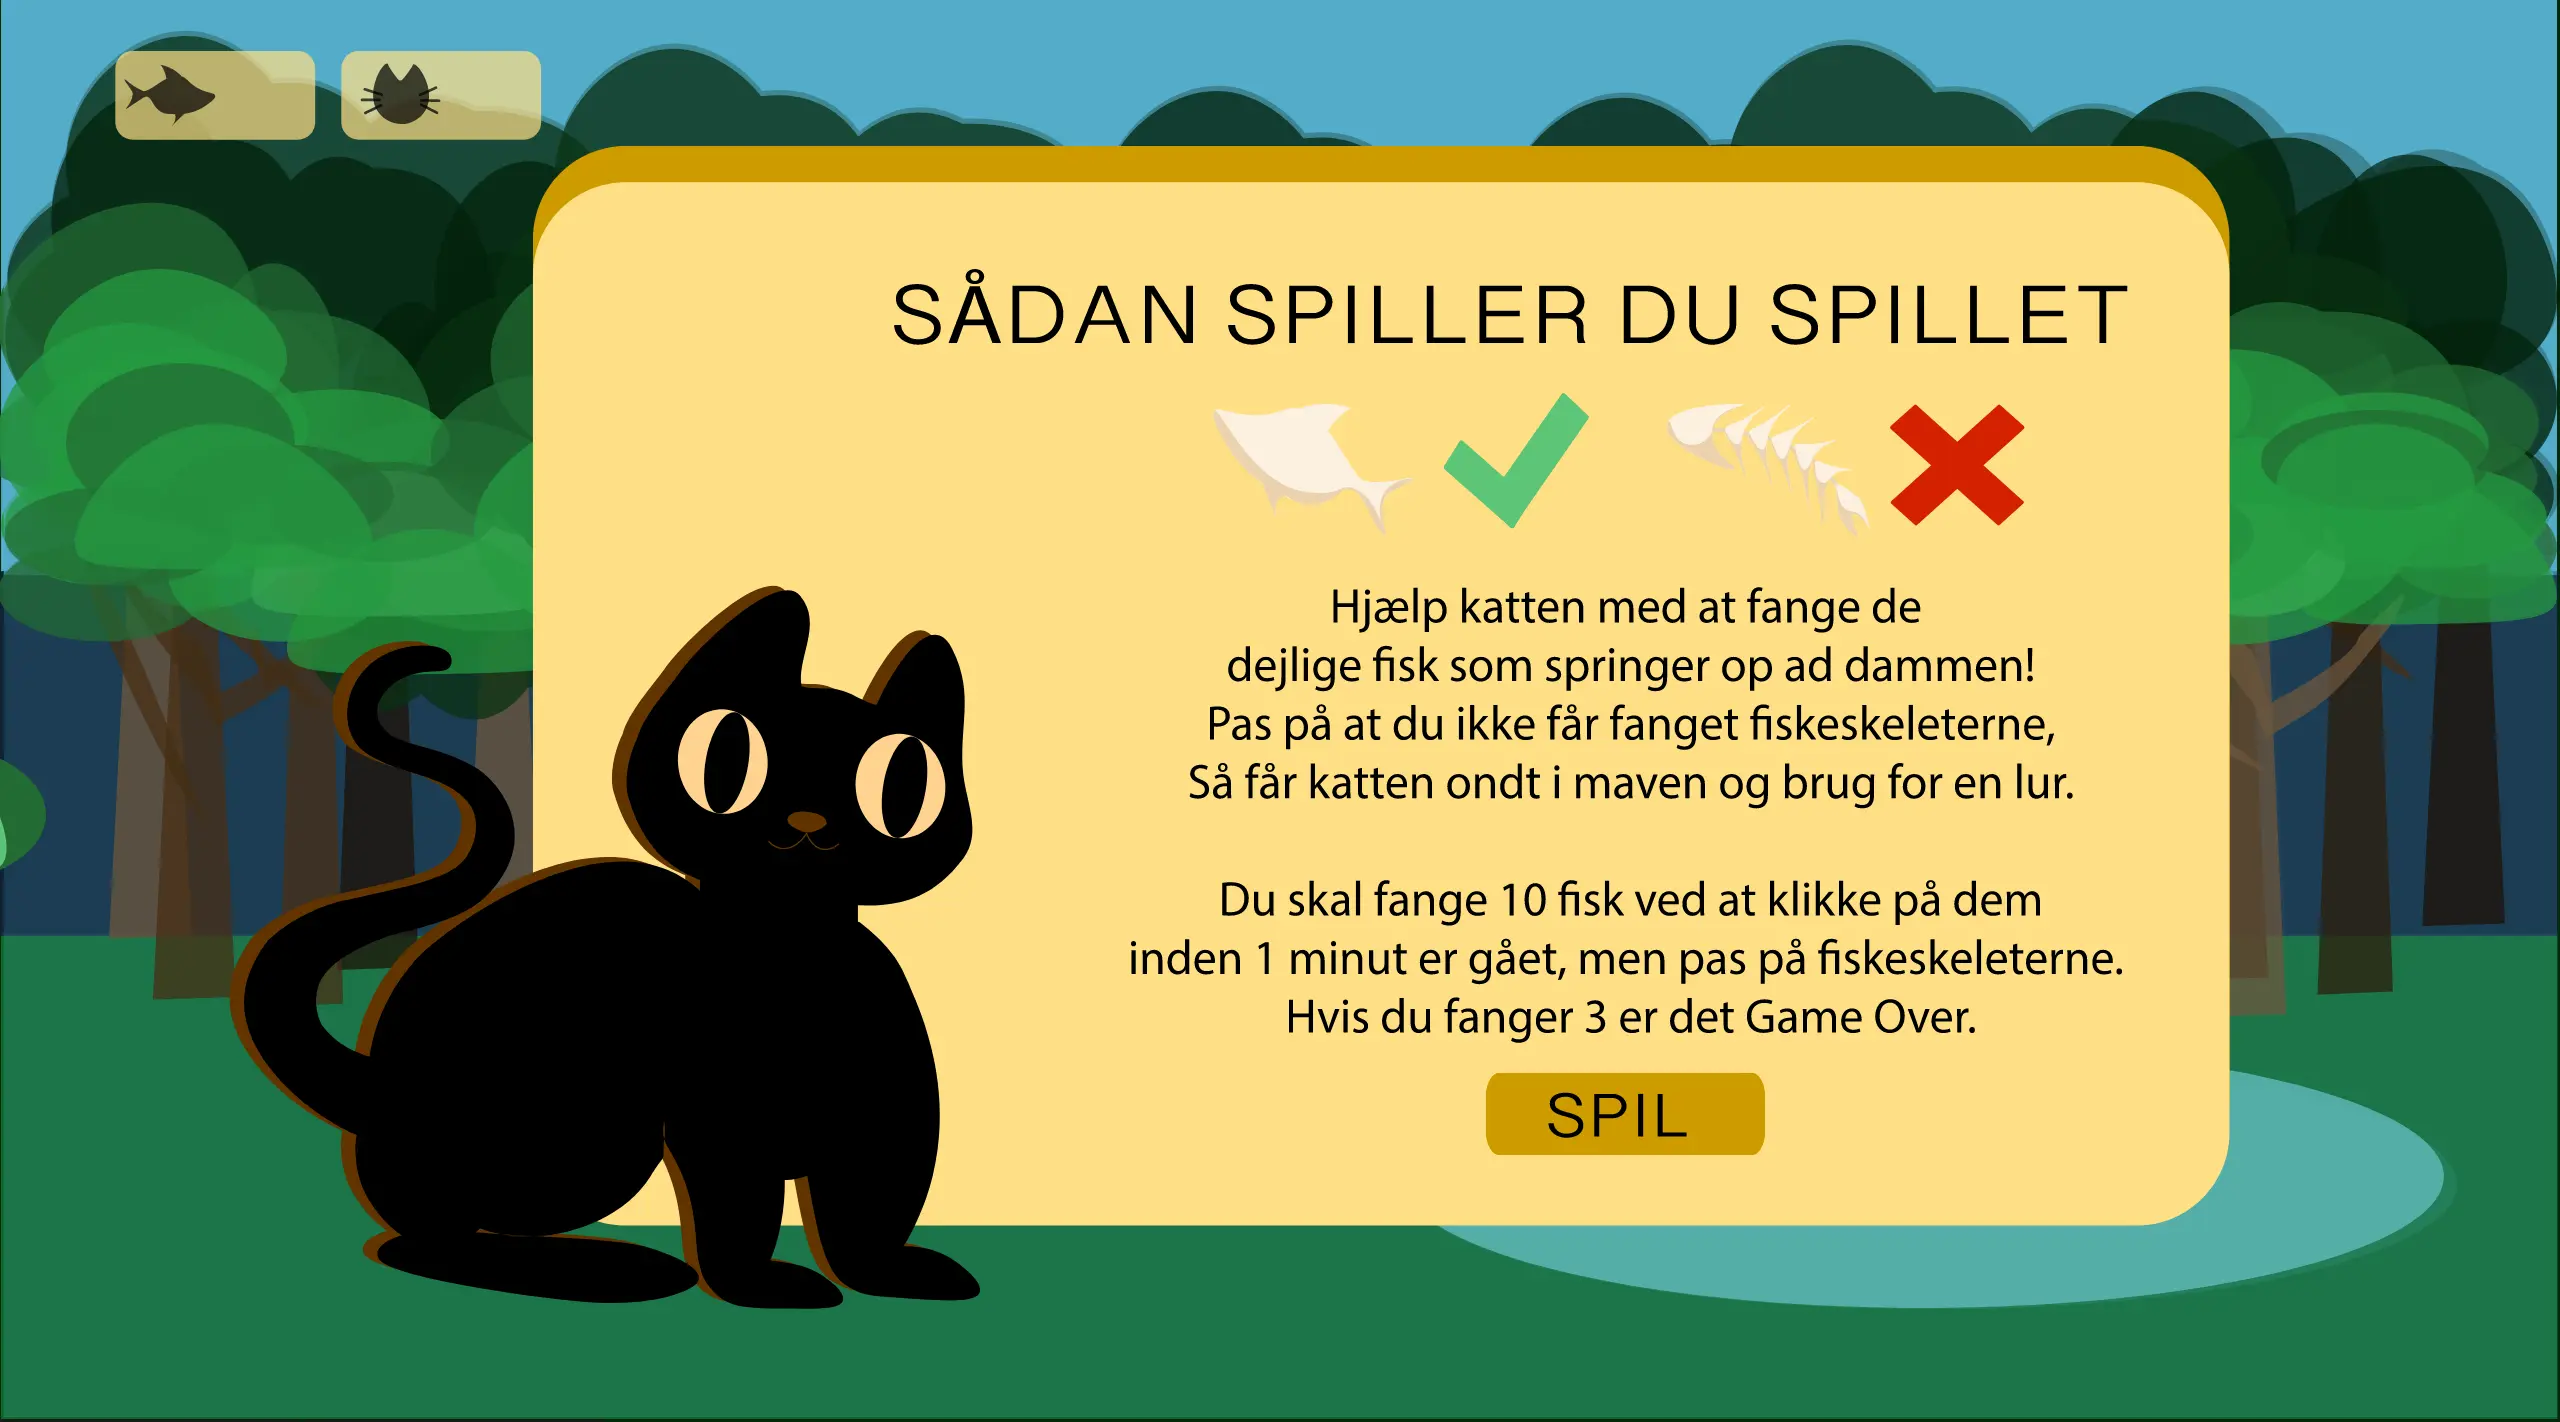 SÅDAN SPILLER DU SPILLET
Hjælp katten med at fange de
dejlige fisk som springer op ad dammen!
Pas på at du ikke får fanget fiskeskeleterne,
Så får katten ondt i maven og brug for en lur.
Du skal fange 10 fisk ved at klikke på dem
inden 1 minut er gået, men pas på fiskeskeleterne.
Hvis du fanger 3 er det Game Over.
SPIL